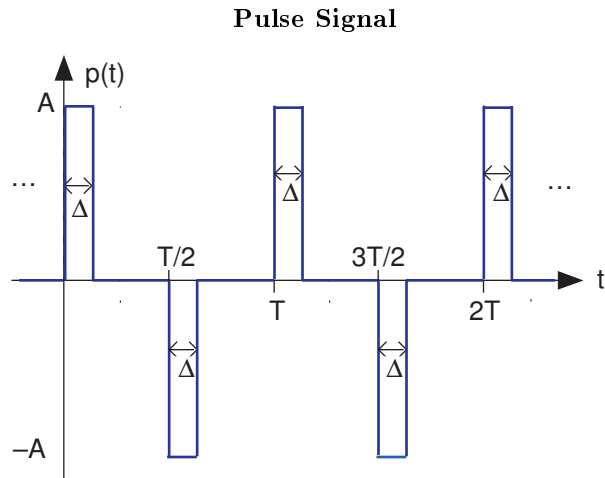 Pulse Signal
p(t)
A
... Δ Δ Δ ...
T/2 3T/2
t
T 2T
Δ Δ
–A